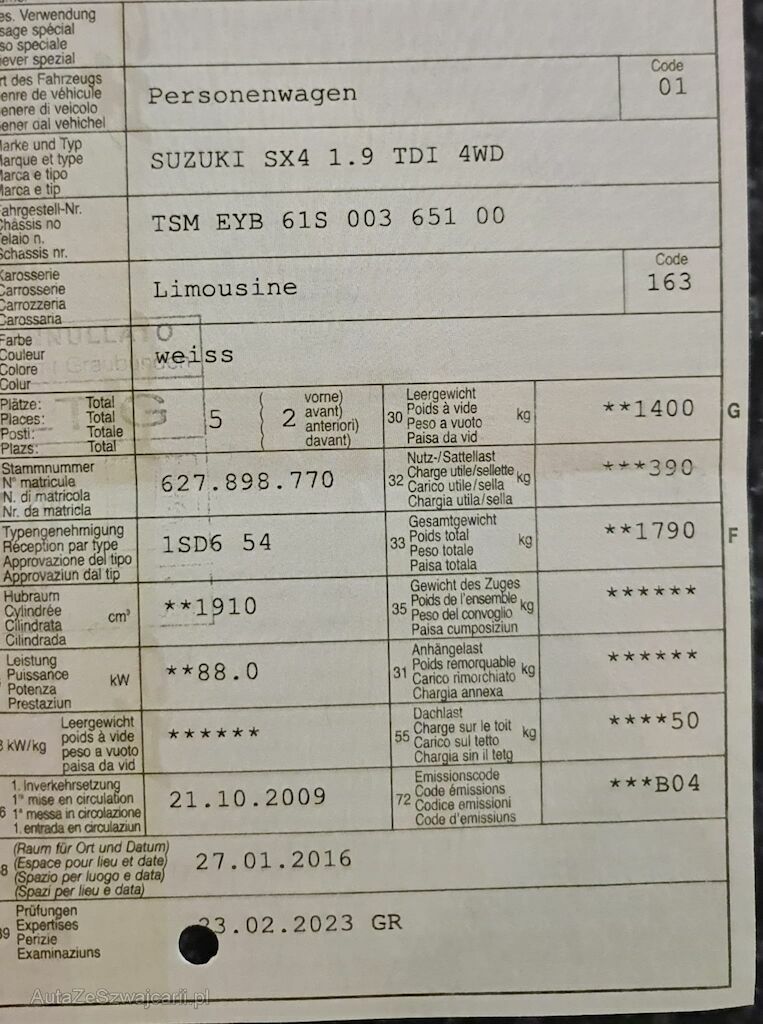 es. Verwendung
sage spécial
so speciale
iever spezial
rt des Fahrzeugs
enre de véhicule
enere di veicolo
ener dal vehichel
Personenwagen
Code
01
Marke und Typ
Marque et type
Marca e tipo
Marca e tip
SUZUKI SX4 1.9 TDI 4WD
Fahrgestell-Nr.
Châssis no
Telaio n.
Schassis nr.
TSM EYB 61S 003 651 00
Karosserie
Carrosserie
Carrozzeria
Carossaria
Limousine
Code
163
Farbe
Couleur
Colore
Colur
weiss
Plätze: Total
Places: Total
Posti: Totale
Plazs: Total
5
2
vorne)
avant)
anteriori)
davant)
30
Leergewicht
Poids à vide
Peso a vuoto
Paisa da vid
kg
**1400
G
Stammnummer
N° matricule
N. di matricola
Nr. da matricla
627.898.770
32
Nutz-/Sattellast
Charge utile/sellette
Carico utile/sella
Chargia utila/sella
kg
***390
Typengenehmigung
Réception par type
Approvazione del tipo
Approvaziun dal tip
1SD6 54
33
Gesamtgewicht
Poids total
Peso totale
Paisa totala
kg
**1790
F
Hubraum
Cylindrée
Cilindrata
Cilindrada
cm³
**1910
35
Gewicht des Zuges
Poids de l'ensemble
Peso del convoglio
Paisa cumposiziun
kg
******
Leistung
Puissance
Potenza
Prestaziun
kW
**88.0
31
Anhängelast
Poids remorquable
Carico rimorchiato
Chargia annexa
kg
******
kW/kg
Leergewicht
poids à vide
peso a vuoto
paisa da vid
******
55
Dachlast
Charge sur le toit
Carico sul tetto
Chargia sin il tetg
kg
****50
1. Inverkehrsetzung
1re mise en circulation
1a messa in circolazione
1. entrada en circulaziun
21.10.2009
72
Emissionscode
Code émissions
Codice emissioni
Code d'emissiuns
***B04
(Raum für Ort und Datum)
(Espace pour lieu et date)
(Spazio per luogo e data)
(Spazi per lieu e data)
27.01.2016
Prüfungen
Expertises
Perizie
Examinaziuns
23.02.2023 GR
AutaZeSzwajcarii.pl